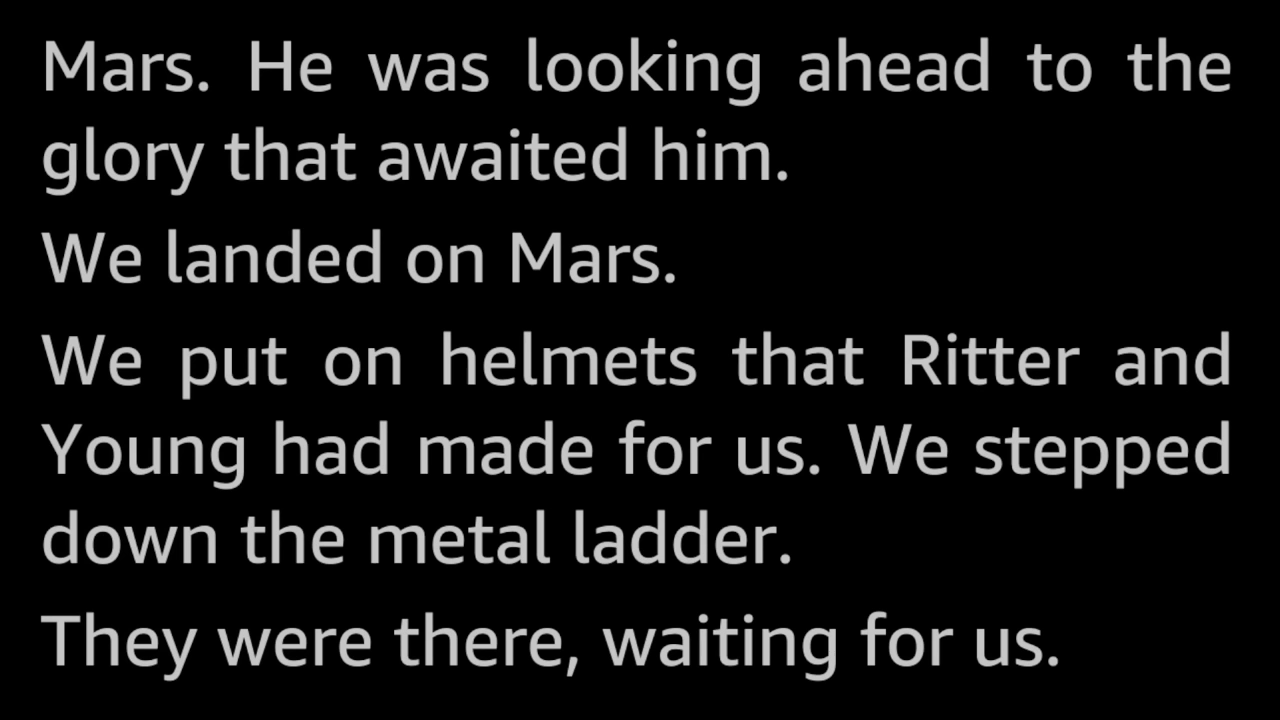 Mars. He was looking ahead to the
glory that awaited him.
We landed on Mars.
We put on helmets that Ritter and
Young had made for us. We stepped
down the metal ladder.
They were there, waiting for us.